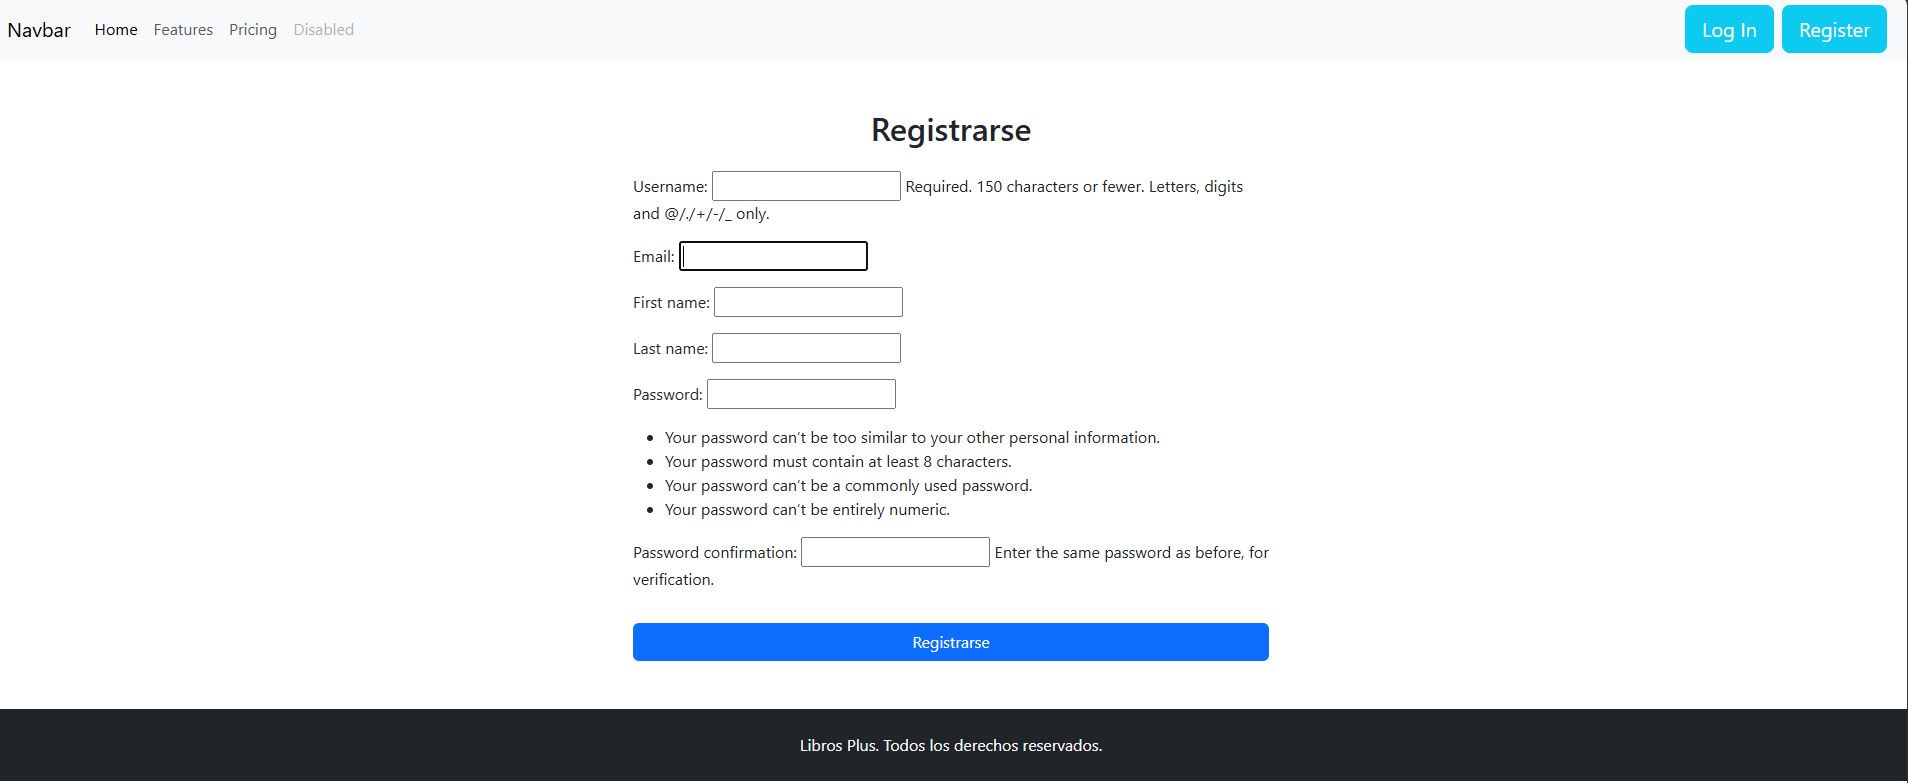 Navbar Home Features Pricing Disabled Log In Register
Registrarse
Username: Required. 150 characters or fewer. Letters, digits
and @/./+/-/_ only.
Email:
First name:
Last name:
Password:
• Your password can't be too similar to your other personal information.
• Your password must contain at least 8 characters.
• Your password can't be a commonly used password.
• Your password can't be entirely numeric.
Password confirmation: Enter the same password as before, for
verification.
Registrarse
Libros Plus. Todos los derechos reservados.